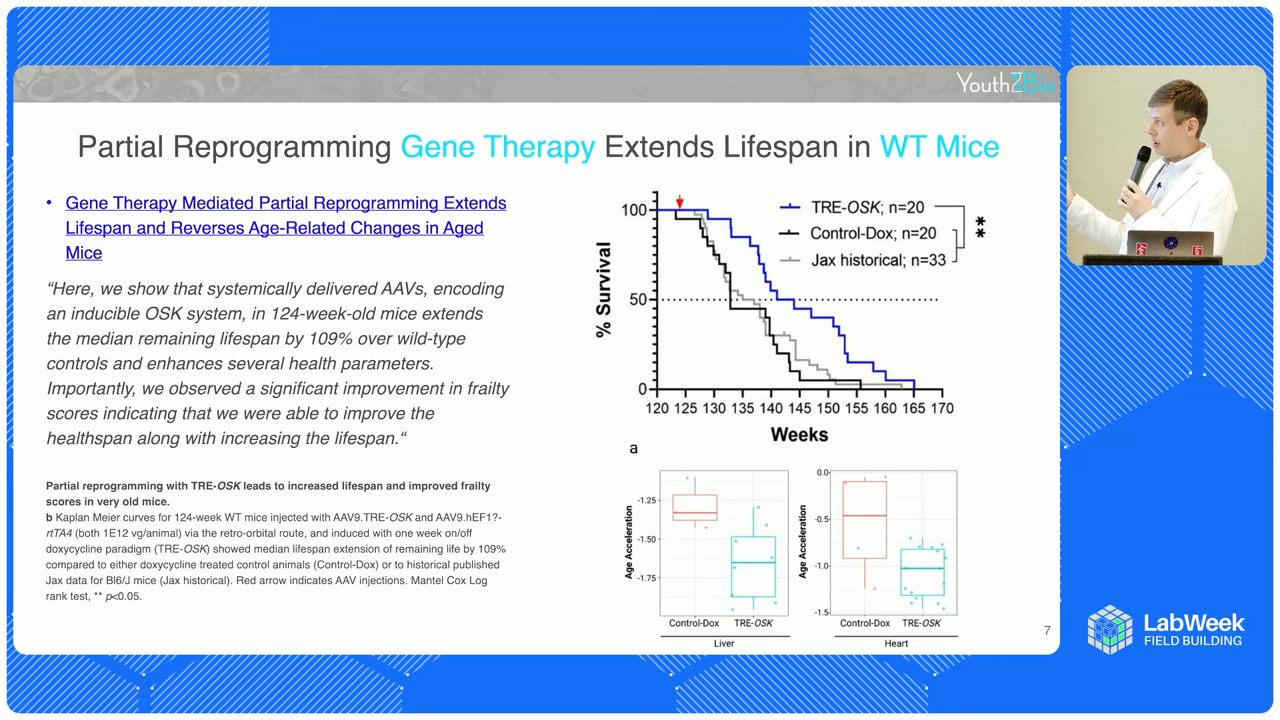 YouthZBio
Partial Reprogramming Gene Therapy Extends Lifespan in WT Mice
• Gene Therapy Mediated Partial Reprogramming Extends
Lifespan and Reverses Age-Related Changes in Aged
Mice
“Here, we show that systemically delivered AAVs, encoding
an inducible OSK system, in 124-week-old mice extends
the median remaining lifespan by 109% over wild-type
controls and enhances several health parameters.
Importantly, we observed a significant improvement in frailty
scores indicating that we were able to improve the
healthspan along with increasing the lifespan.“
Partial reprogramming with TRE-OSK leads to increased lifespan and improved frailty
scores in very old mice.
b Kaplan Meier curves for 124-week WT mice injected with AAV9.TRE-OSK and AAV9.hEF1?-
rtTA4 (both 1E12 vg/animal) via the retro-orbital route, and induced with one week on/off
doxycycline paradigm (TRE-OSK) showed median lifespan extension of remaining life by 109%
compared to either doxycycline treated control animals (Control-Dox) or to historical published
Jax data for Bl6/J mice (Jax historical). Red arrow indicates AAV injections. Mantel Cox Log
rank test, ** p<0.05.
% Survival
100
50
0
TRE-OSK; n=20
Control-Dox; n=20
Jax historical; n=33
**
120 125 130 135 140 145 150 155 160 165 170
Weeks
a
Age Acceleration
-1.25
-1.50
-1.75
Control-Dox TRE-OSK
Liver
Age Acceleration
0.0
-0.5
-1.0
-1.5
Control-Dox TRE-OSK
Heart
7
LabWeek
FIELD BUILDING